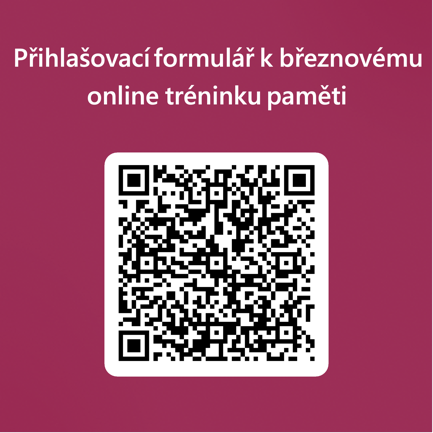 Přihlašovací formulář k březnovému
online tréninku paměti